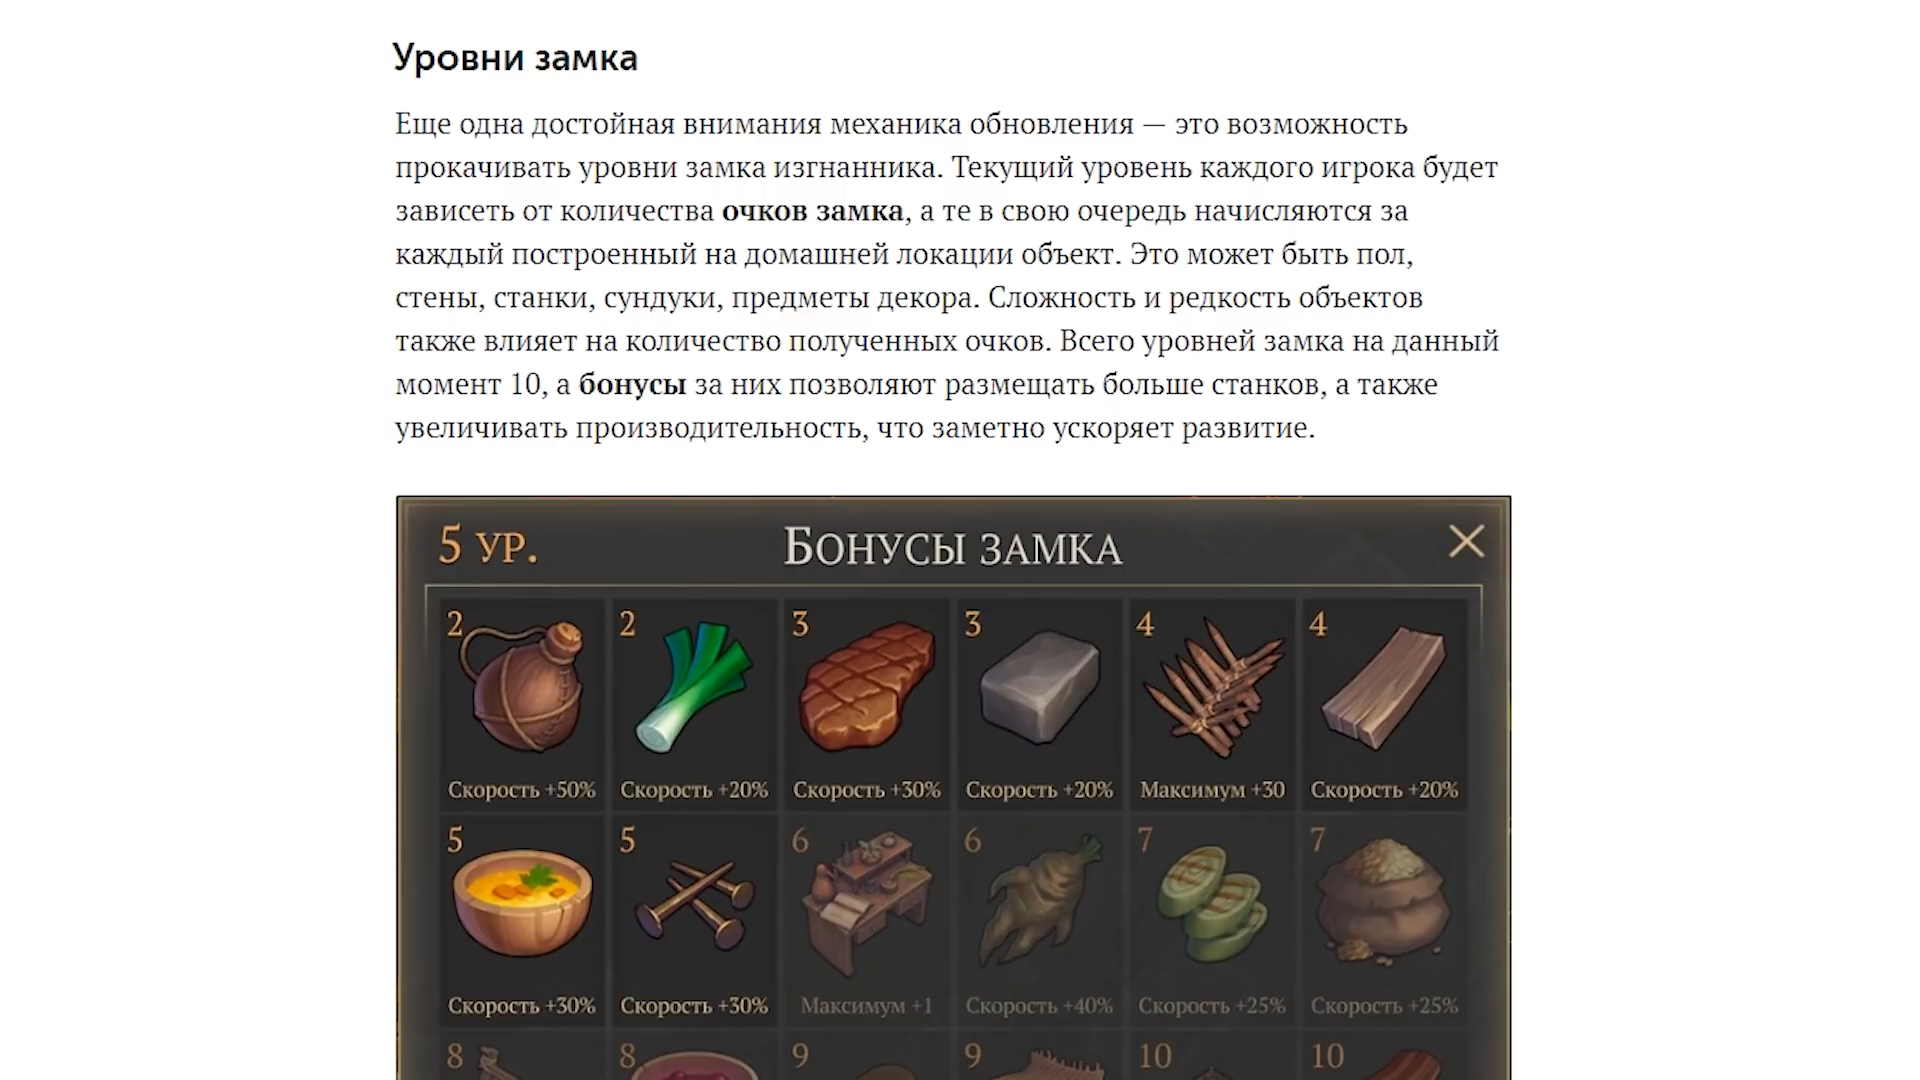 Уровни замка
Еще одна достойная внимания механика обновления — это возможность
прокачивать уровни замка изгнанника. Текущий уровень каждого игрока будет
зависеть от количества очков замка, а те в свою очередь начисляются за
каждый построенный на домашней локации объект. Это может быть пол,
стены, станки, сундуки, предметы декора. Сложность и редкость объектов
также влияет на количество полученных очков. Всего уровней замка на данный
момент 10, а бонусы за них позволяют размещать больше станков, а также
увеличивать производительность, что заметно ускоряет развитие.
5 ур. Бонусы замка
2 2 3 3 4 4
Скорость +50% Скорость +20% Скорость +30% Скорость +20% Максимум +30 Скорость +20%
5 5 6 6 7 7
Скорость +30% Скорость +30% Максимум +1 Скорость +40% Скорость +25% Скорость +25%
8 8 9 9 10 10